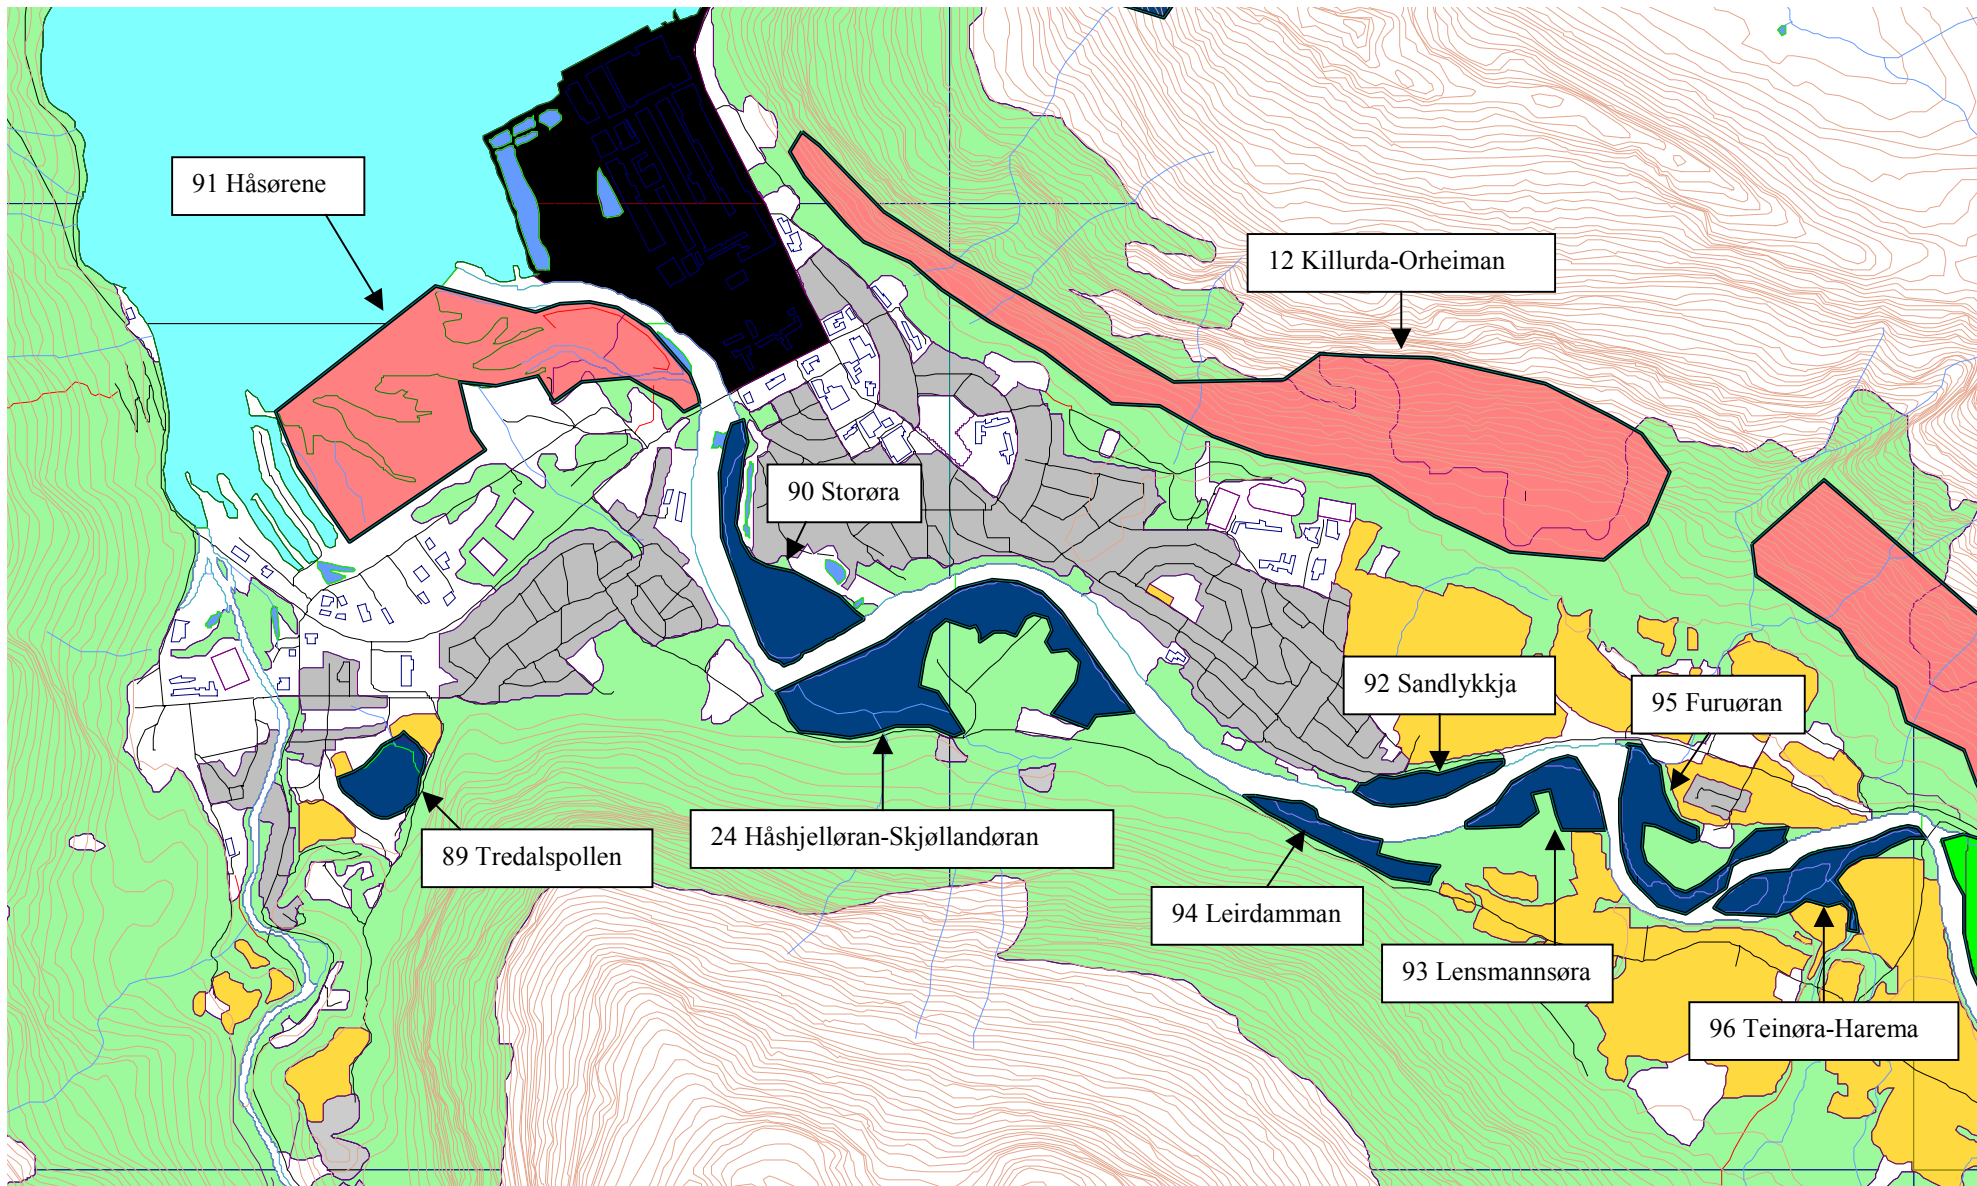 91 Håsørene
12 Killurda-Orheiman
90 Storøra
92 Sandlykkja
95 Furuøran
24 Håshjelløran-Skjøllandøran
89 Tredalspollen
94 Leirdamman
93 Lensmannsøra
96 Teinøra-Harema